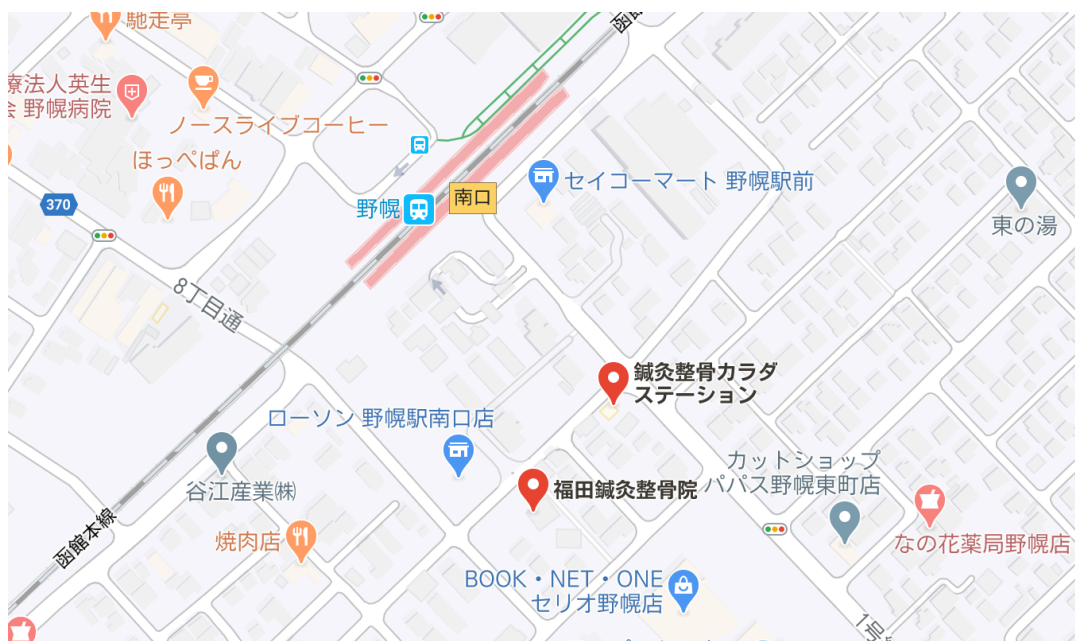 馳走亭
函館
療法人英生
会 野幌病院
ノースライブコーヒー
ほっぺぱん
370
野幌
南口
セイコーマート 野幌駅前
東の湯
8丁目通
鍼灸整骨カラダ
ステーション
ローソン 野幌駅南口店
谷江産業㈱
福田鍼灸整骨院
カットショップ
パパス野幌東町店
函館本線
焼肉店
なの花薬局野幌店
BOOK・NET・ONE
セリオ野幌店
1号